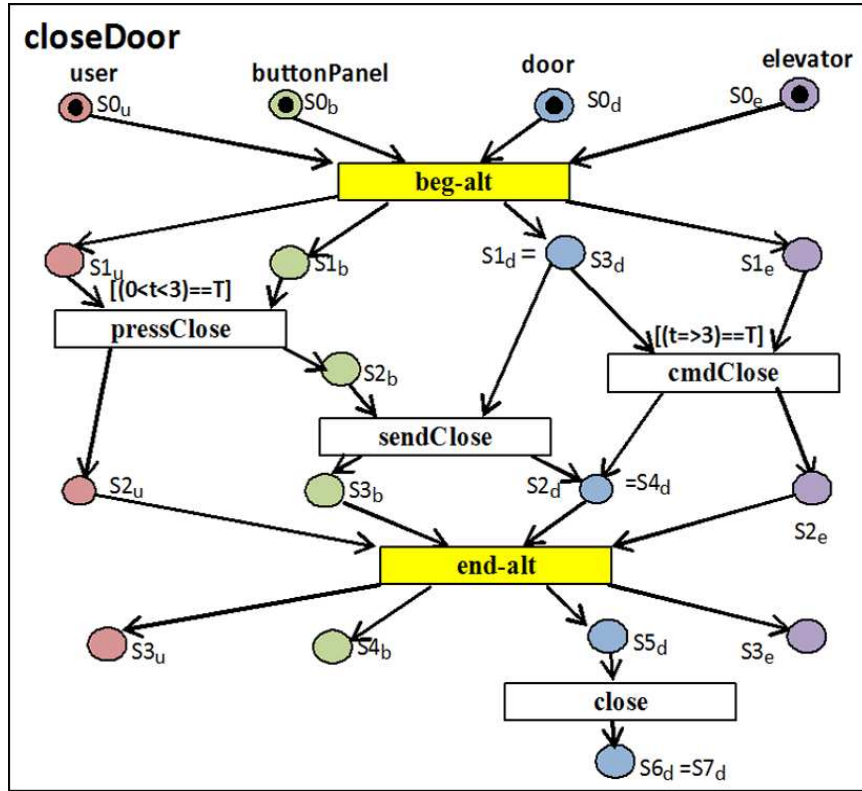 closeDoor
user buttonPanel door elevator
S0u S0b S0d S0e
beg-alt
S1u S1b S1d = S3d S1e
[(0<t<3)==T]
pressClose
[(t=>3)==T]
cmdClose
S2b
sendClose
S2u S3b S2d =S4d
S2e
end-alt
S3u S4b S5d S3e
close
S6d =S7d